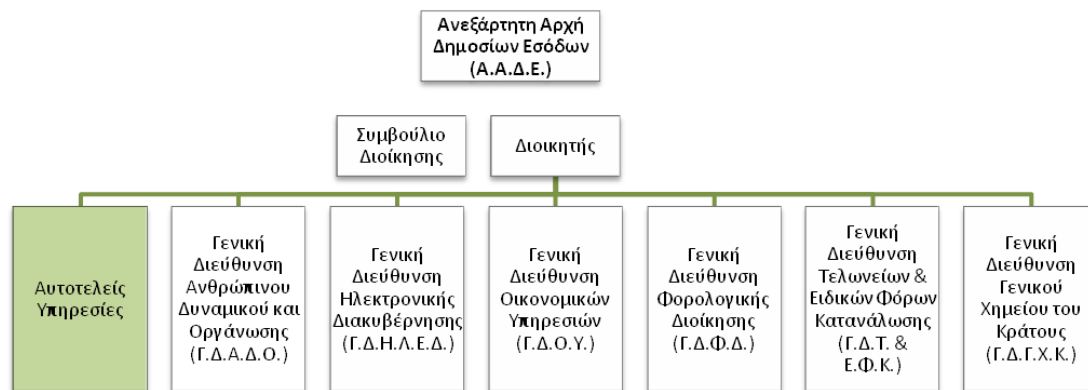 Ανεξάρτητη Αρχή
Δημοσίων Εσόδων
(Α.Α.Δ.Ε.)
Συμβούλιο
Διοίκησης
Διοικητής
Αυτοτελείς
Υπηρεσίες
Γενική
Διεύθυνση
Ανθρώπινου
Δυναμικού και
Οργάνωσης
(Γ.Δ.Α.Δ.Ο.)
Γενική
Διεύθυνση
Ηλεκτρονικής
Διακυβέρνησης
(Γ.Δ.Η.Λ.Ε.Δ.)
Γενική
Διεύθυνση
Οικονομικών
Υπηρεσιών
(Γ.Δ.Ο.Υ.)
Γενική
Διεύθυνση
Φορολογικής
Διοίκησης
(Γ.Δ.Φ.Δ.)
Γενική
Διεύθυνση
Τελωνείων &
Ειδικών Φόρων
Κατανάλωσης
(Γ.Δ.Τ. &
Ε.Φ.Κ.)
Γενική
Διεύθυνση
Γενικού
Χημείου του
Κράτους
(Γ.Δ.Γ.Χ.Κ.)